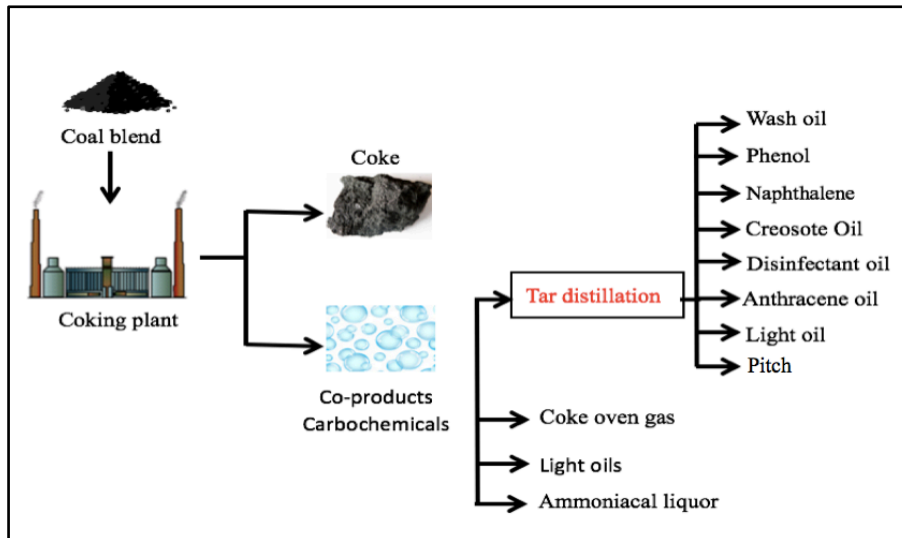 Coal blend
Coking plant
Coke
Co-products
Carbochemicals
Tar distillation
Coke oven gas
Light oils
Ammoniacal liquor
Wash oil
Phenol
Naphthalene
Creosote Oil
Disinfectant oil
Anthracene oil
Light oil
Pitch